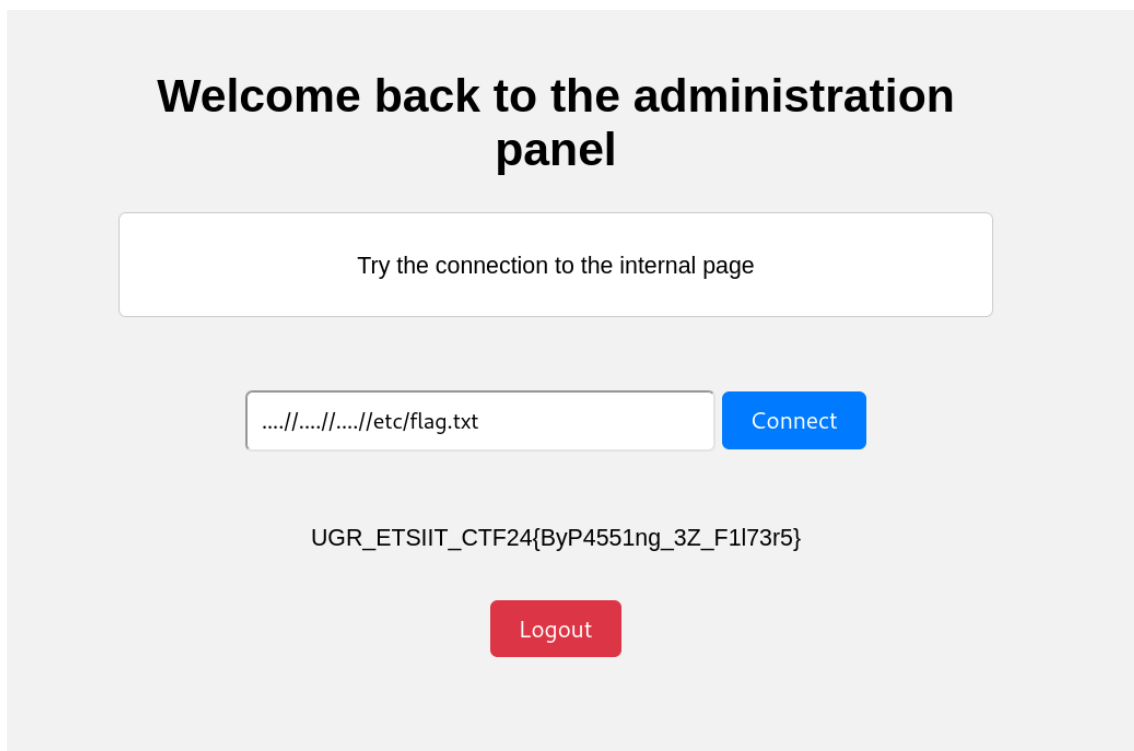 Welcome back to the administration
panel
Try the connection to the internal page
....//....//....//etc/flag.txt
Connect
UGR_ETSIIT_CTF24{ByP4551ng_3Z_F1l73r5}
Logout